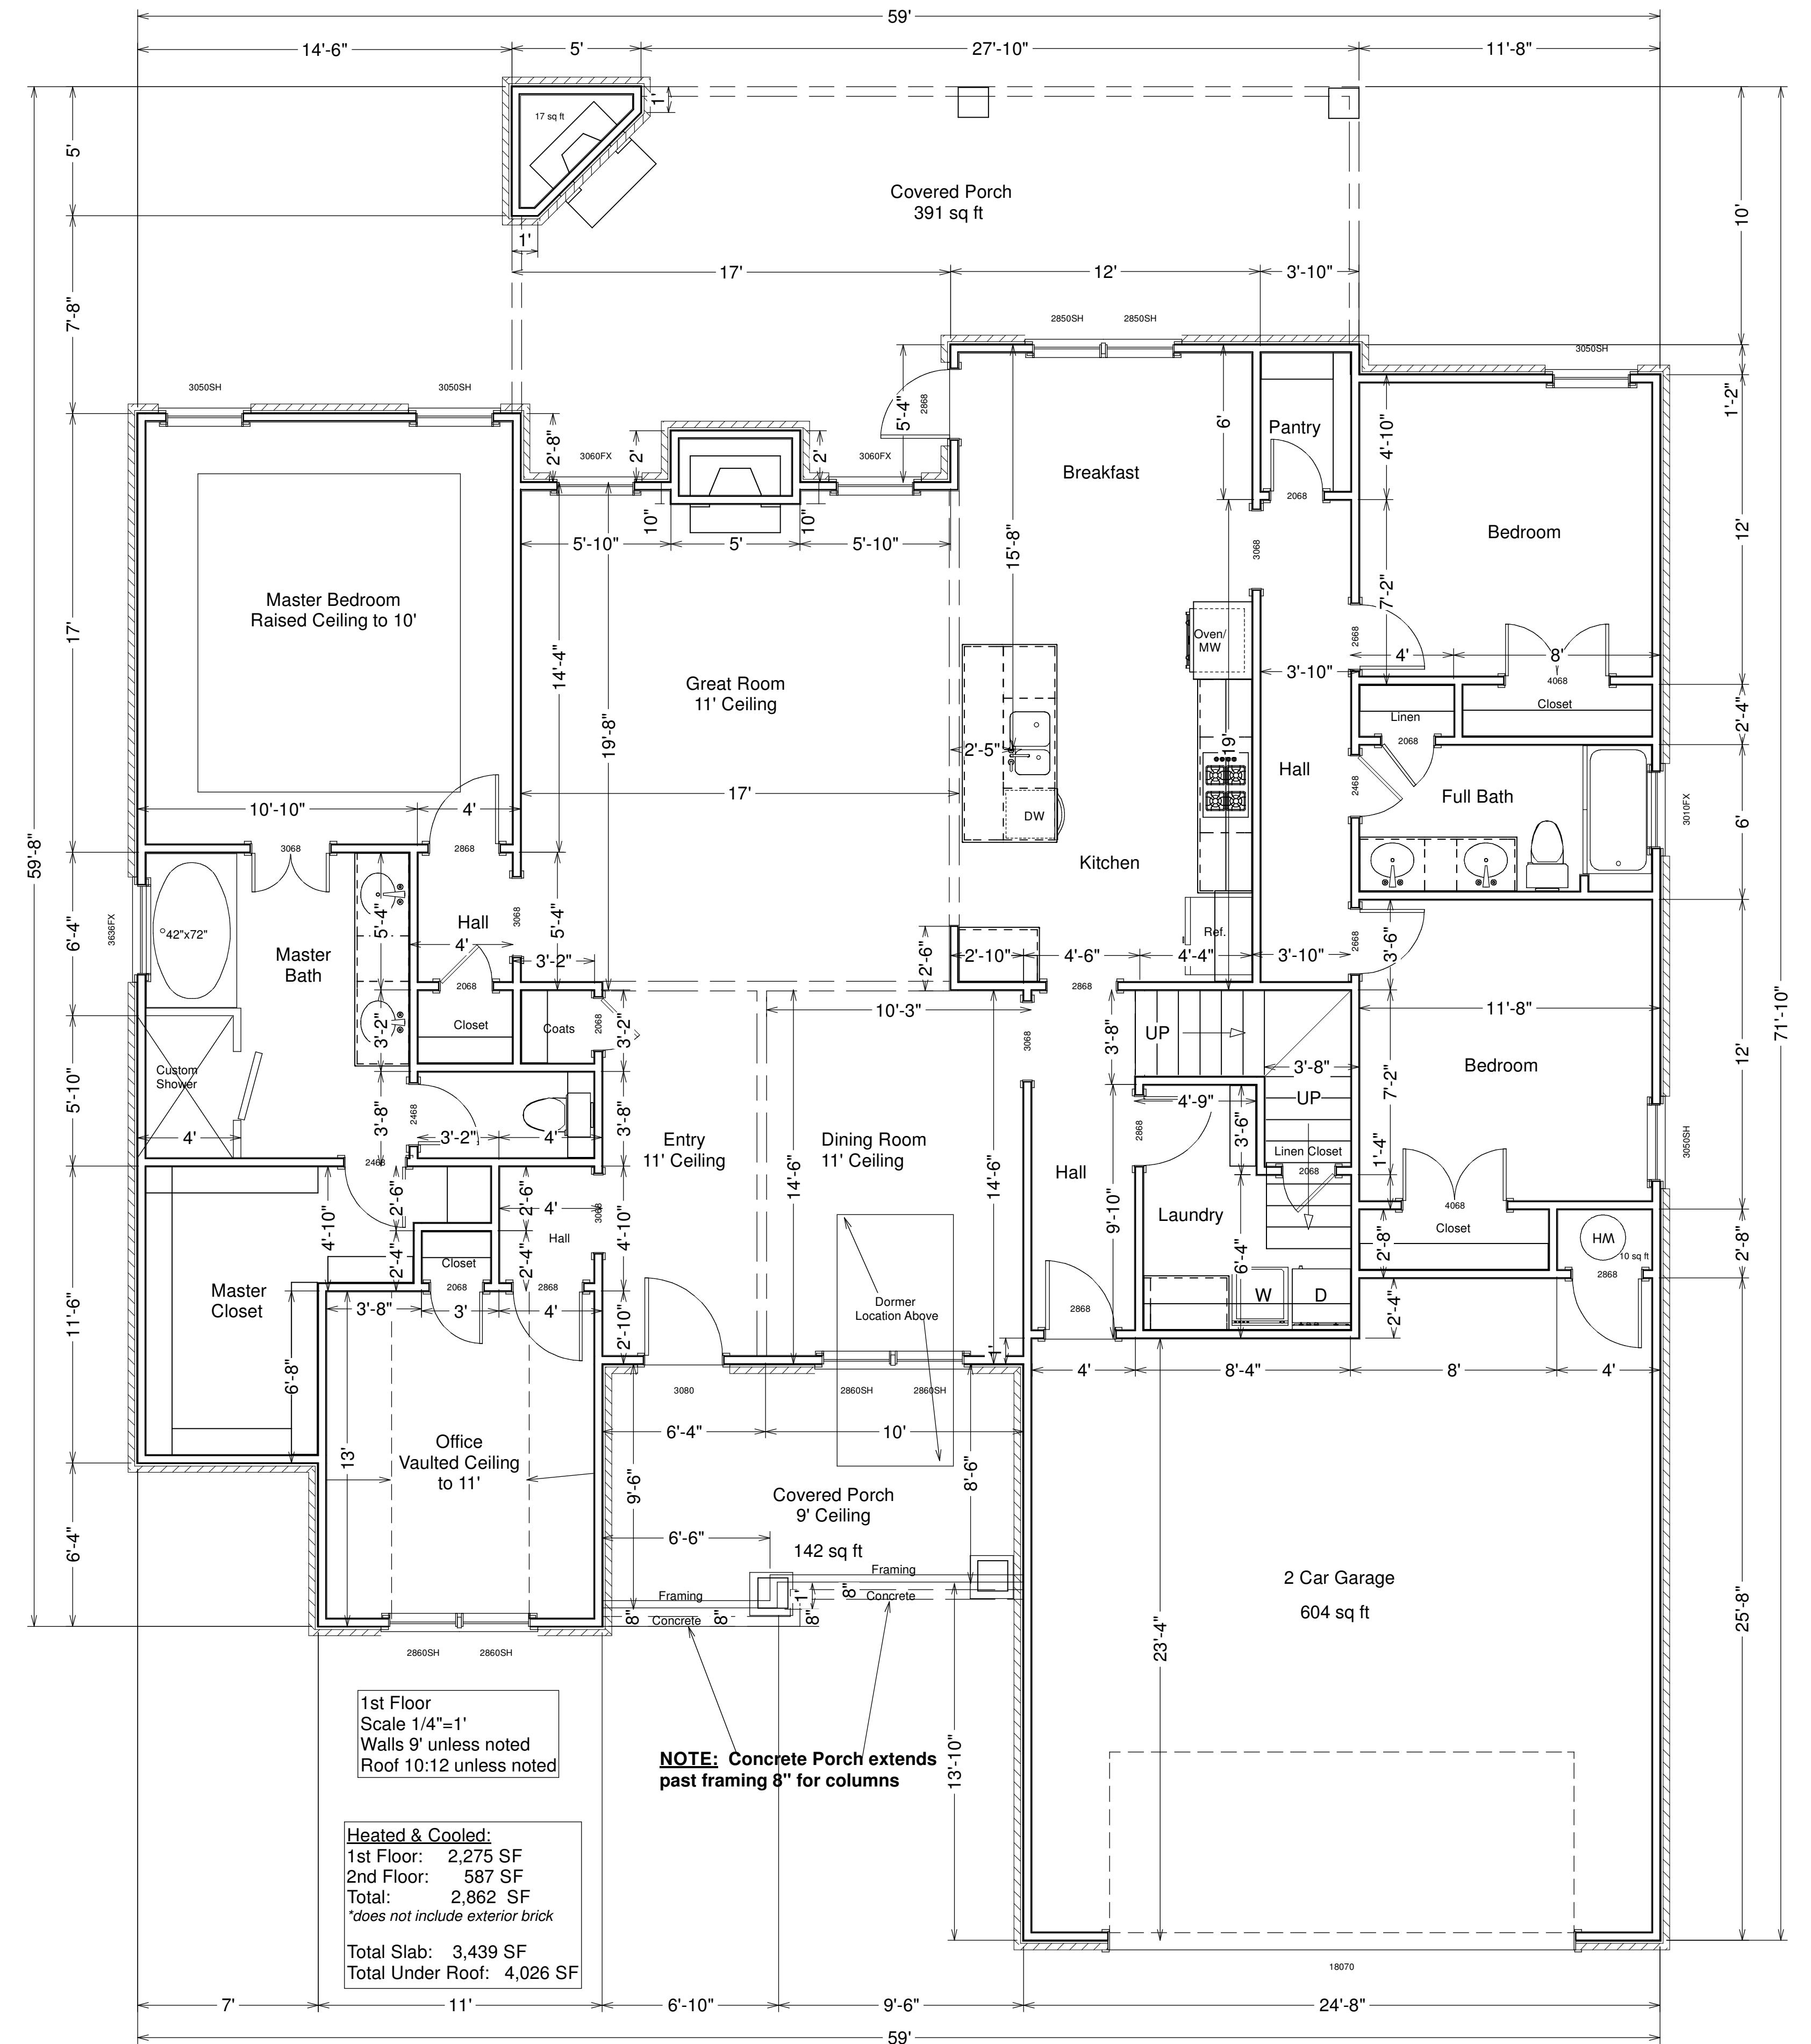 59'
14'-6" 5' 27'-10" 11'-8"
17 sq ft
1'
5'
10'
Covered Porch
391 sq ft
1'
17' 12' 3'-10"
7'-8"
2850SH 2850SH
3050SH
3050SH 3050SH
1'-2"
2868
5'-4"
6'
Pantry
4'-10"
2'-8"
3060FX
2'
2'
3060FX
Breakfast
2068
10"
10"
5'-10" 5' 5'-10"
15'-8"
3068
Bedroom
12'
Master Bedroom
Raised Ceiling to 10'
17'
14'-4"
7'-2"
Oven/
MW
2668
4' 8'
3'-10"
4068
Closet
Great Room
11' Ceiling
Linen
2068
2'-4"
19'-8"
2'-5"
19'
Hall
2468
Full Bath
3010FX
6'
10'-10" 4'
17'
DW
59'-8"
3068
2868
Kitchen
42"x72"
3636FX
6'-4"
Master
Bath
5'-4"
Hall
4'
3068
5'-4"
3'-2"
2'-6"
2'-10" 4'-6" 4'-4" 3'-10"
Ref.
2668
3'-6"
2068
2868
Closet
Coats
2068
3'-2"
3'-2"
10'-3"
3068
3'-8"
UP
11'-8"
71'-10"
Custom
Shower
5'-10"
4'
3'-8"
2468
3'-2" 4'
3'-8"
Entry
11' Ceiling
Dining Room
11' Ceiling
14'-6"
14'-6"
3'-8"
UP
4'-9"
2868
3'-6"
7'-2"
Bedroom
12'
3050SH
1'-4"
Linen Closet
2068
2468
4'-10"
2'-6"
2'-6"
4'
3068
4'-10"
Hall
2'-4"
2'-4"
Closet
2068
2868
Hall
9'-10"
Laundry
6'-4"
4068
Closet
2'-8"
WH
10 sq ft
2868
2'-8"
11'-6"
Master
Closet
3'-8" 3' 4'
2'-10"
Dormer
Location Above
2868
W D
2'-4"
6'-8"
1'
3080
2860SH 2860SH
4' 8'-4" 8' 4'
13'
Office
Vaulted Ceiling
to 11'
6'-4" 10'
9'-6"
8'-6"
Covered Porch
9' Ceiling
142 sq ft
6'-6"
6'-4"
Framing
Framing
Concrete
Concrete
8"
8"
1'
8"
8"
2860SH 2860SH
2 Car Garage
604 sq ft
23'-4"
25'-8"
13'-10"
1st Floor
Scale 1/4"=1'
Walls 9' unless noted
Roof 10:12 unless noted
NOTE: Concrete Porch extends
past framing 8" for columns
Heated & Cooled:
1st Floor: 2,275 SF
2nd Floor: 587 SF
Total: 2,862 SF
*does not include exterior brick
Total Slab: 3,439 SF
Total Under Roof: 4,026 SF
18070
7' 11' 6'-10" 9'-6" 24'-8"
59'